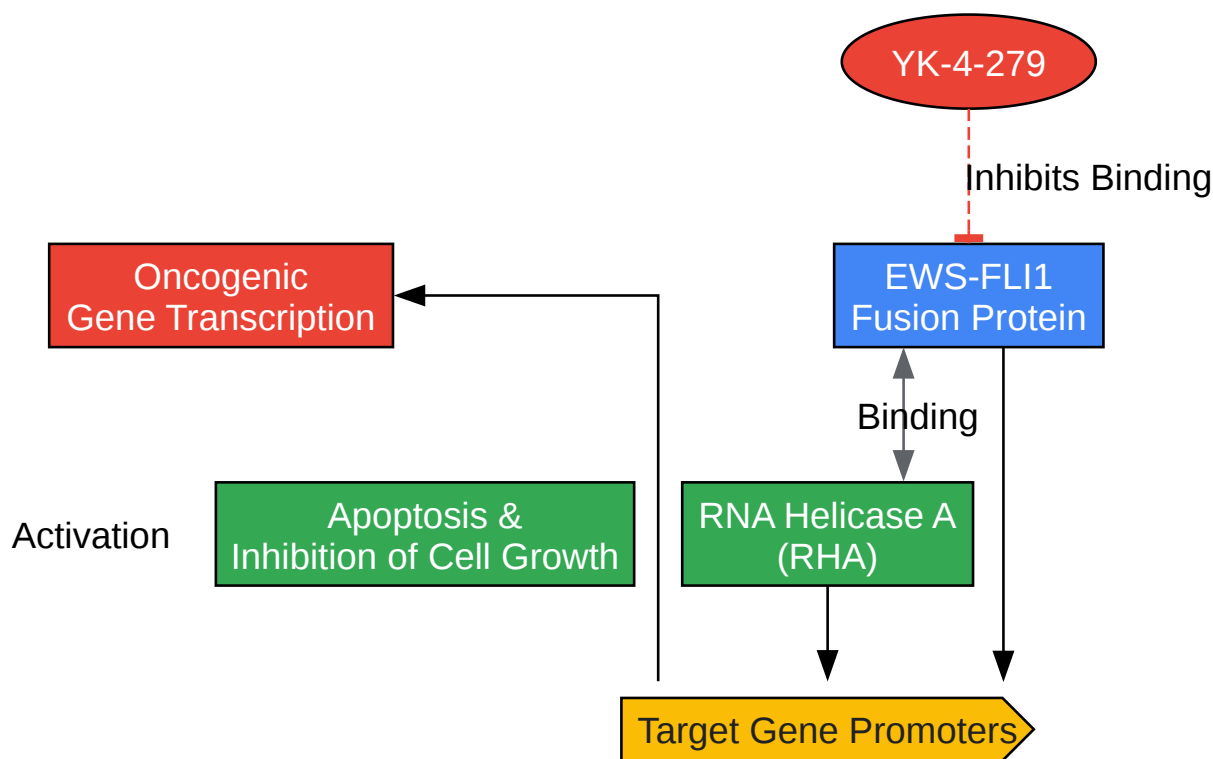 YK-4-279
Inhibits Binding
Oncogenic
Gene Transcription
EWS-FLI1
Fusion Protein
Binding
Activation
Apoptosis &
Inhibition of Cell Growth
RNA Helicase A
(RHA)
Target Gene Promoters